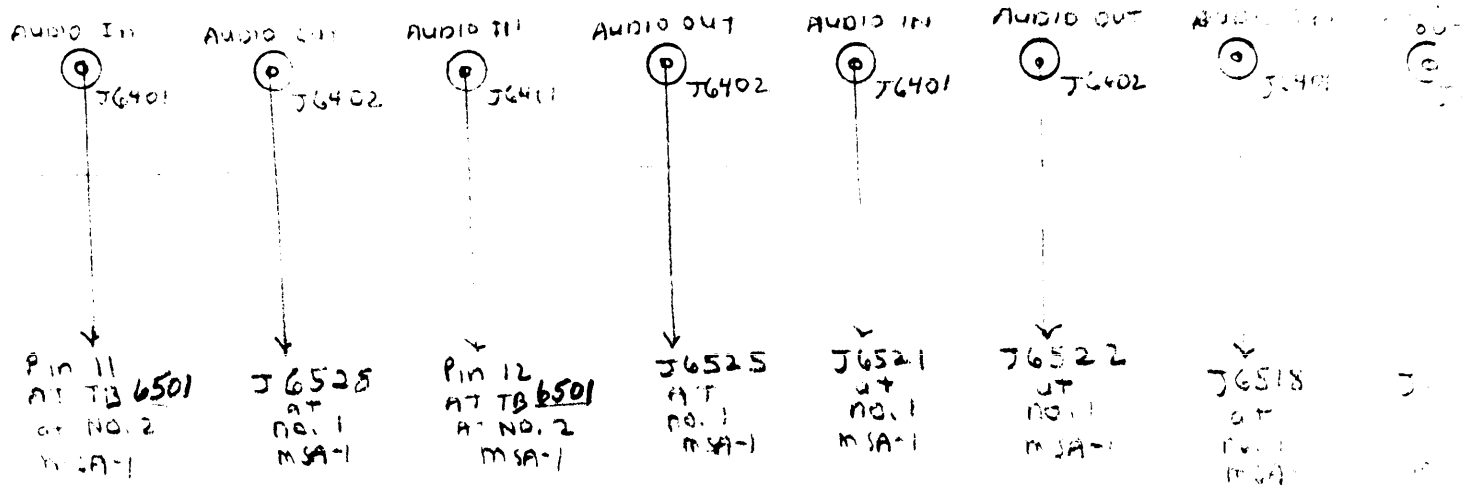 AUDIO IN
J6401
Pin 11
AT TB 6501
at NO. 2
MSA-1
AUDIO
J6402
J6528
at
no. 1
MSA-1
AUDIO IN
Pin 12
AT TB 6501
AT NO. 2
MSA-1
AUDIO OUT
J6402
J6525
AT
no. 1
MSA-1
AUDIO IN
J6401
J6521
at
no. 1
MSA-1
AUDIO OUT
J6402
J6522
at
no. 1
MSA-1
J6518
at